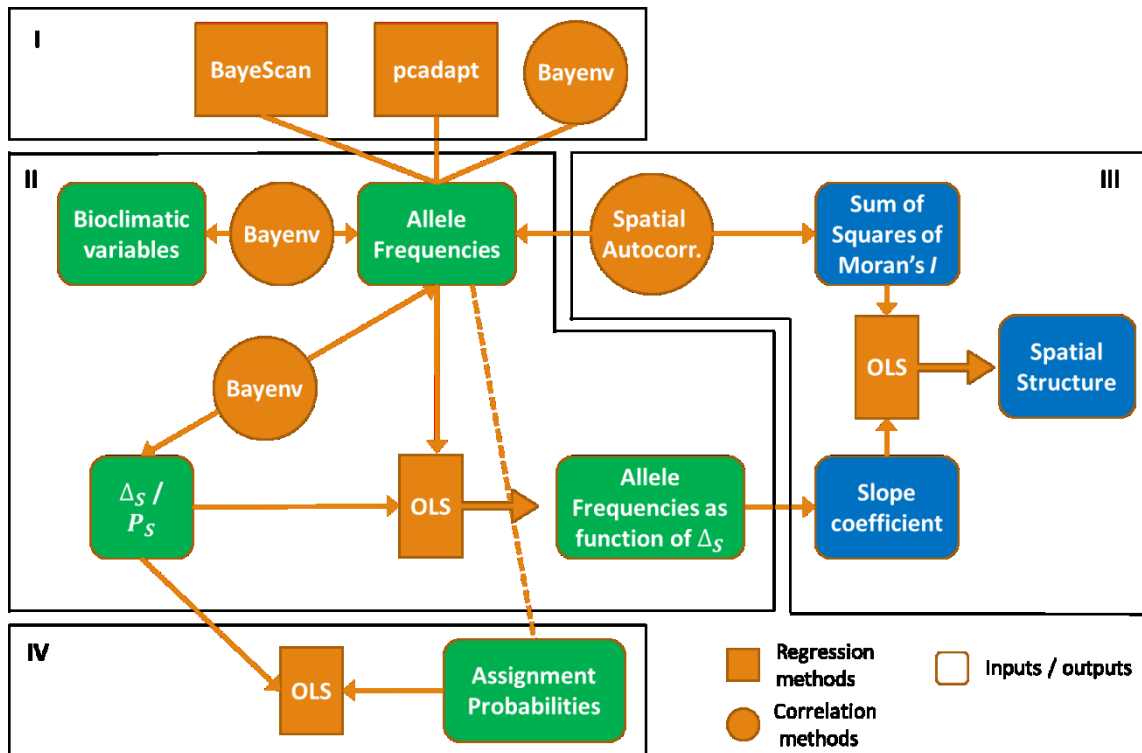 I
BayeScan
pcadapt
Bayenv
II
Bioclimatic
variables
Bayenv
Allele
Frequencies
Bayenv
Δ_S /
P_S
OLS
Allele
Frequencies as
function of Δ_S
III
Spatial
Autocorr.
Sum of
Squares of
Moran's I
OLS
Spatial
Structure
Slope
coefficient
IV
OLS
Assignment
Probabilities
Regression
methods
Correlation
methods
Inputs / outputs